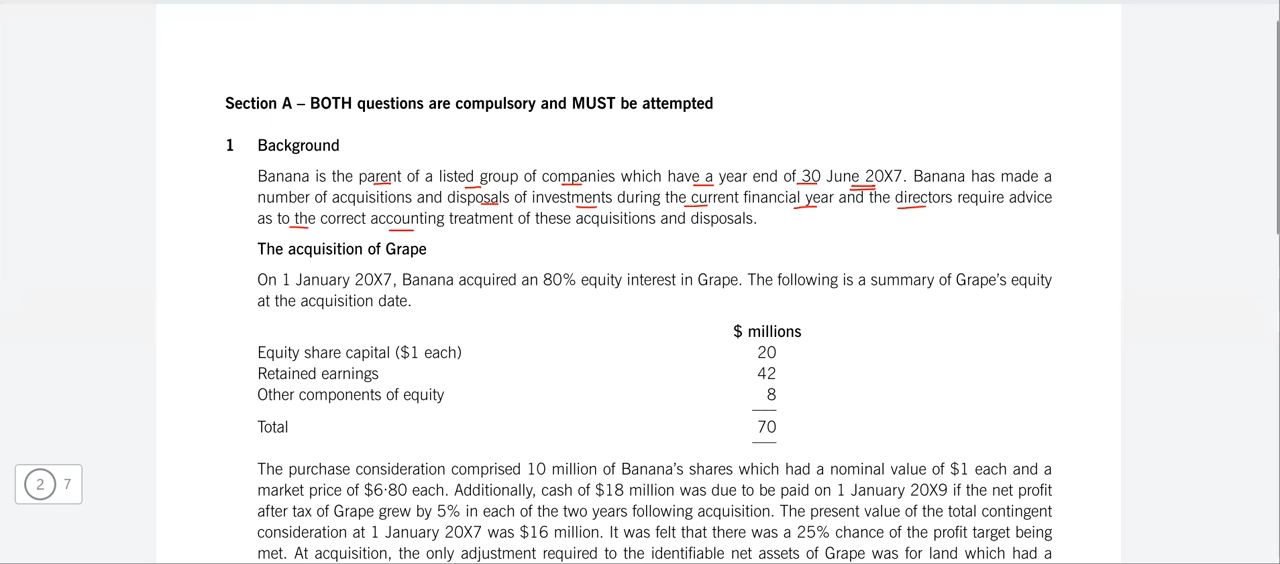 Section A – BOTH questions are compulsory and MUST be attempted
1 Background
Banana is the parent of a listed group of companies which have a year end of 30 June 20X7. Banana has made a
number of acquisitions and disposals of investments during the current financial year and the directors require advice
as to the correct accounting treatment of these acquisitions and disposals.
The acquisition of Grape
On 1 January 20X7, Banana acquired an 80% equity interest in Grape. The following is a summary of Grape's equity
at the acquisition date.
$ millions
Equity share capital ($1 each) 20
Retained earnings 42
Other components of equity 8
Total 70
The purchase consideration comprised 10 million of Banana's shares which had a nominal value of $1 each and a
market price of $6·80 each. Additionally, cash of $18 million was due to be paid on 1 January 20X9 if the net profit
after tax of Grape grew by 5% in each of the two years following acquisition. The present value of the total contingent
consideration at 1 January 20X7 was $16 million. It was felt that there was a 25% chance of the profit target being
met. At acquisition, the only adjustment required to the identifiable net assets of Grape was for land which had a
2 7